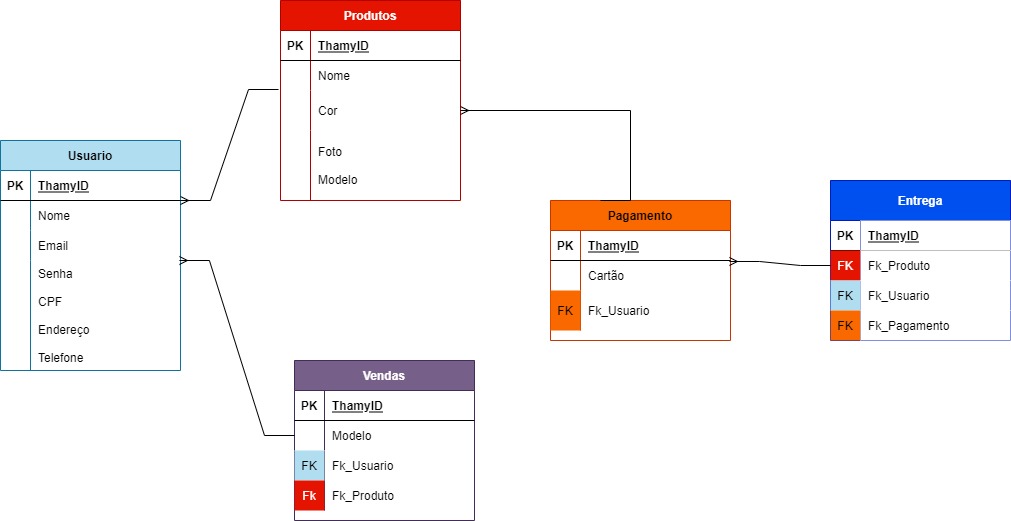 Produtos
PK ThamyID
Nome
Cor
Foto
Modelo
Usuario
PK ThamyID
Nome
Email
Senha
CPF
Endereço
Telefone
Pagamento
PK ThamyID
Cartão
FK Fk_Usuario
Entrega
PK ThamyID
FK Fk_Produto
FK Fk_Usuario
FK Fk_Pagamento
Vendas
PK ThamyID
Modelo
FK Fk_Usuario
Fk Fk_Produto